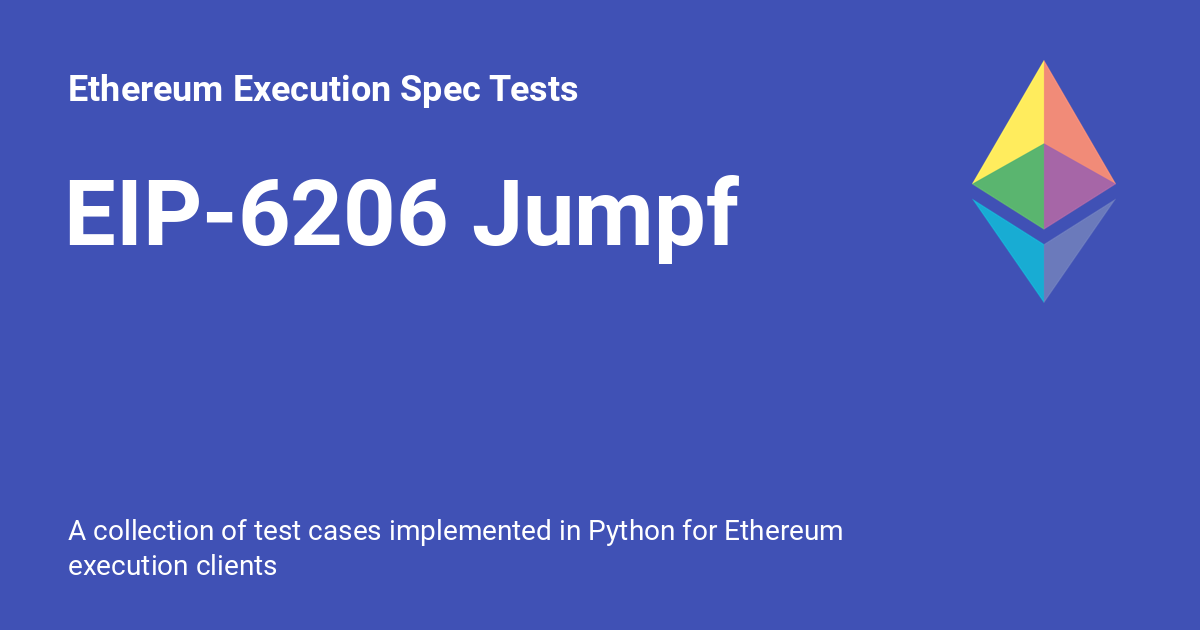 Ethereum Execution Spec Tests
EIP-6206 Jumpf
A collection of test cases implemented in Python for Ethereum
execution clients